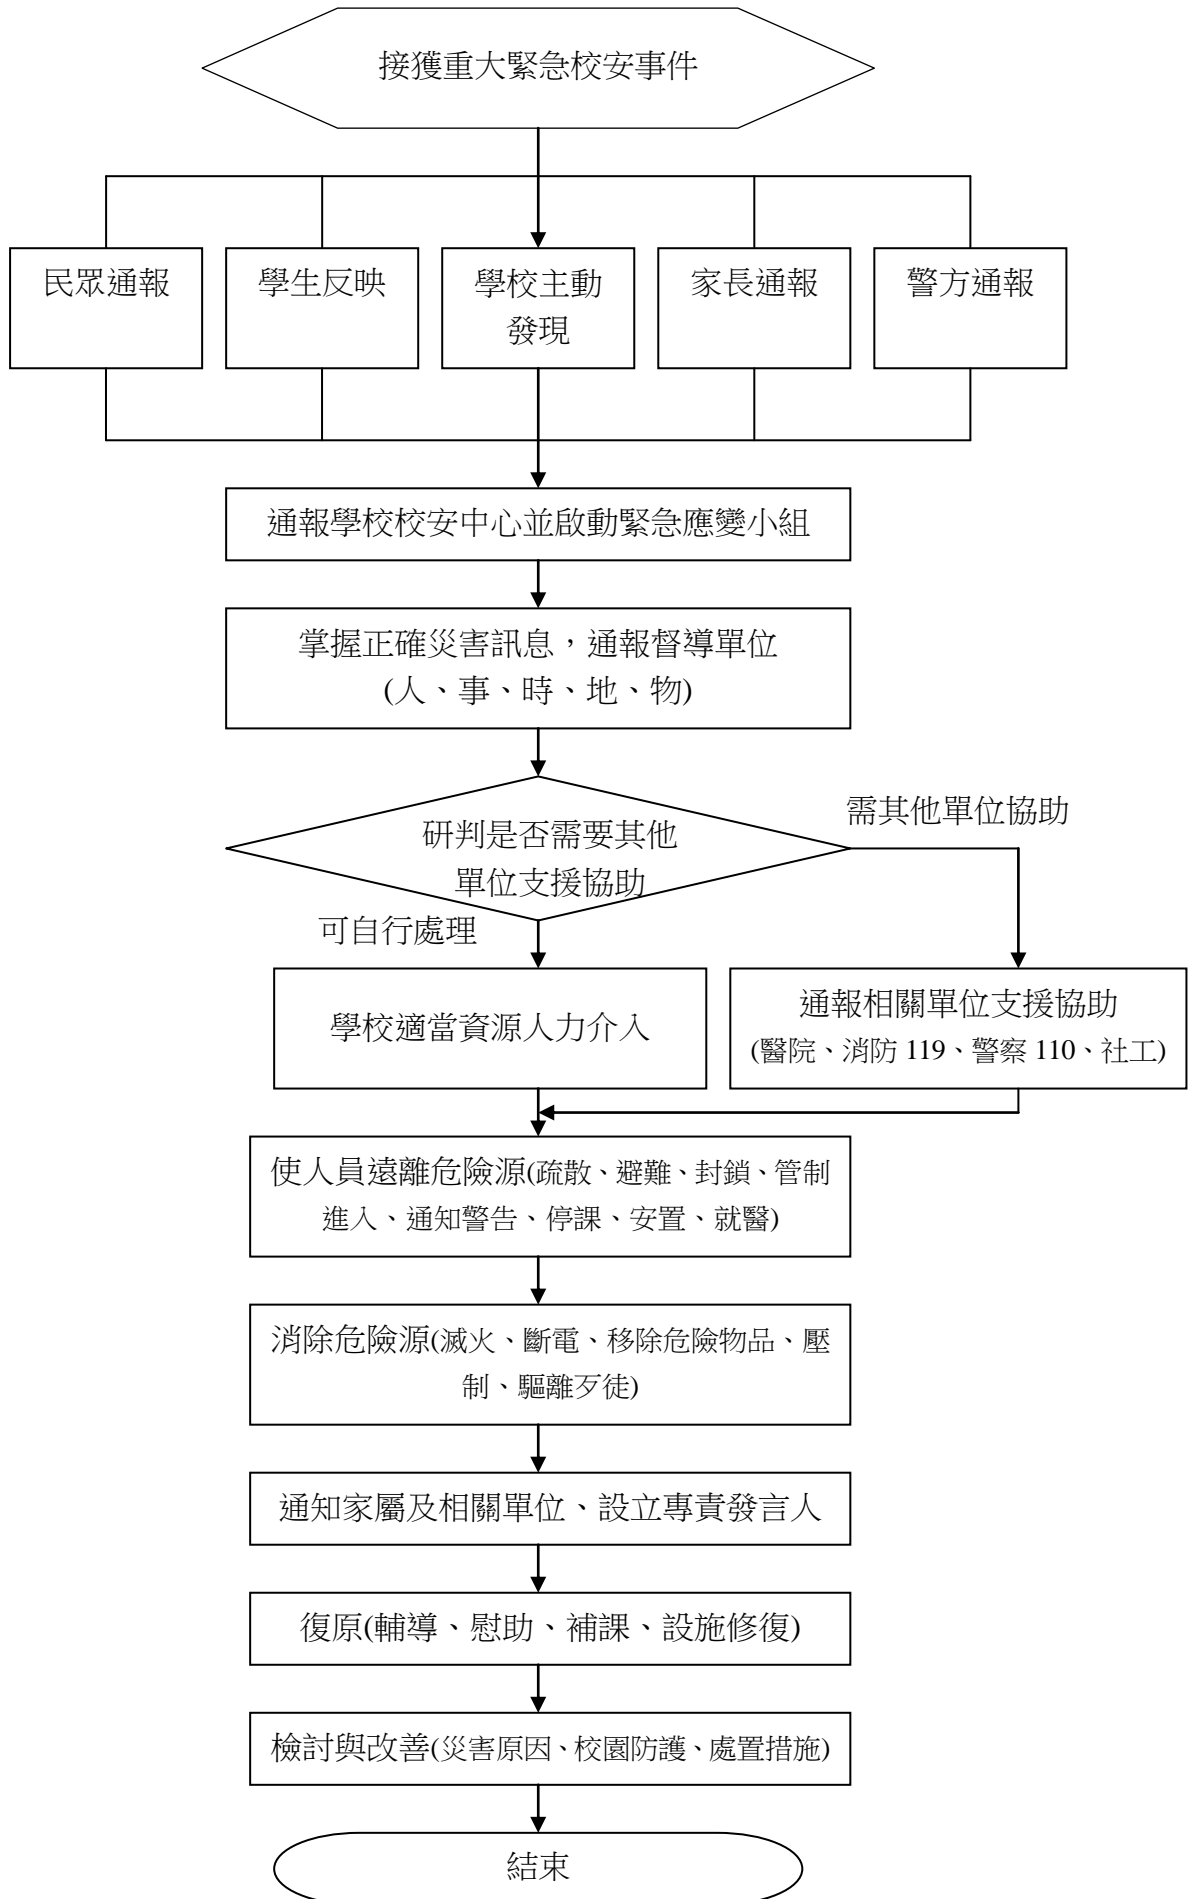 接獲重大緊急校安事件
民眾通報
學生反映
學校主動
發現
家長通報
警方通報
通報學校校安中心並啟動緊急應變小組
掌握正確災害訊息，通報督導單位
(人、事、時、地、物)
需其他單位協助
研判是否需要其他
單位支援協助
可自行處理
學校適當資源人力介入
通報相關單位支援協助
(醫院、消防 119、警察 110、社工)
使人員遠離危險源(疏散、避難、封鎖、管制
進入、通知警告、停課、安置、就醫)
消除危險源(滅火、斷電、移除危險物品、壓
制、驅離歹徒)
通知家屬及相關單位、設立專責發言人
復原(輔導、慰助、補課、設施修復)
檢討與改善(災害原因、校園防護、處置措施)
結束